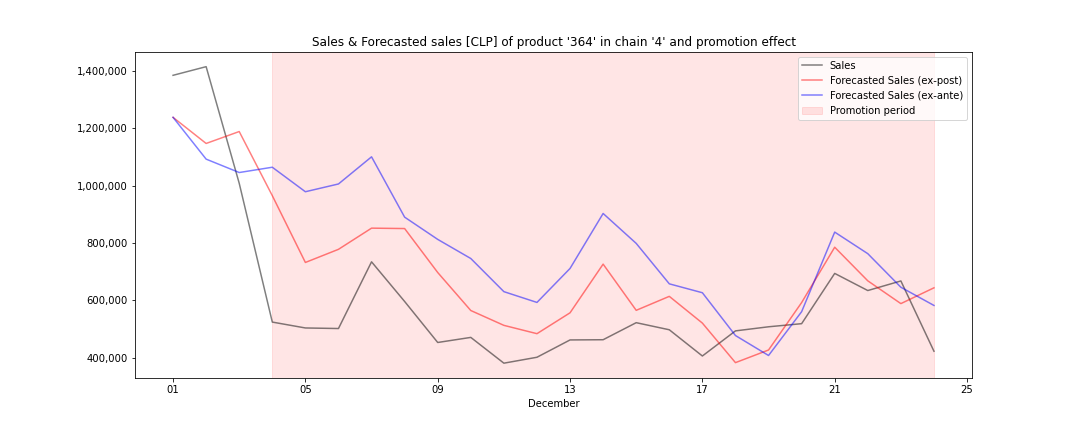 Sales & Forecasted sales [CLP] of product '364' in chain '4' and promotion effect
1,400,000
1,200,000
1,000,000
800,000
600,000
400,000
Sales
Forecasted Sales (ex-post)
Forecasted Sales (ex-ante)
Promotion period
01 05 09 13 17 21 25
December